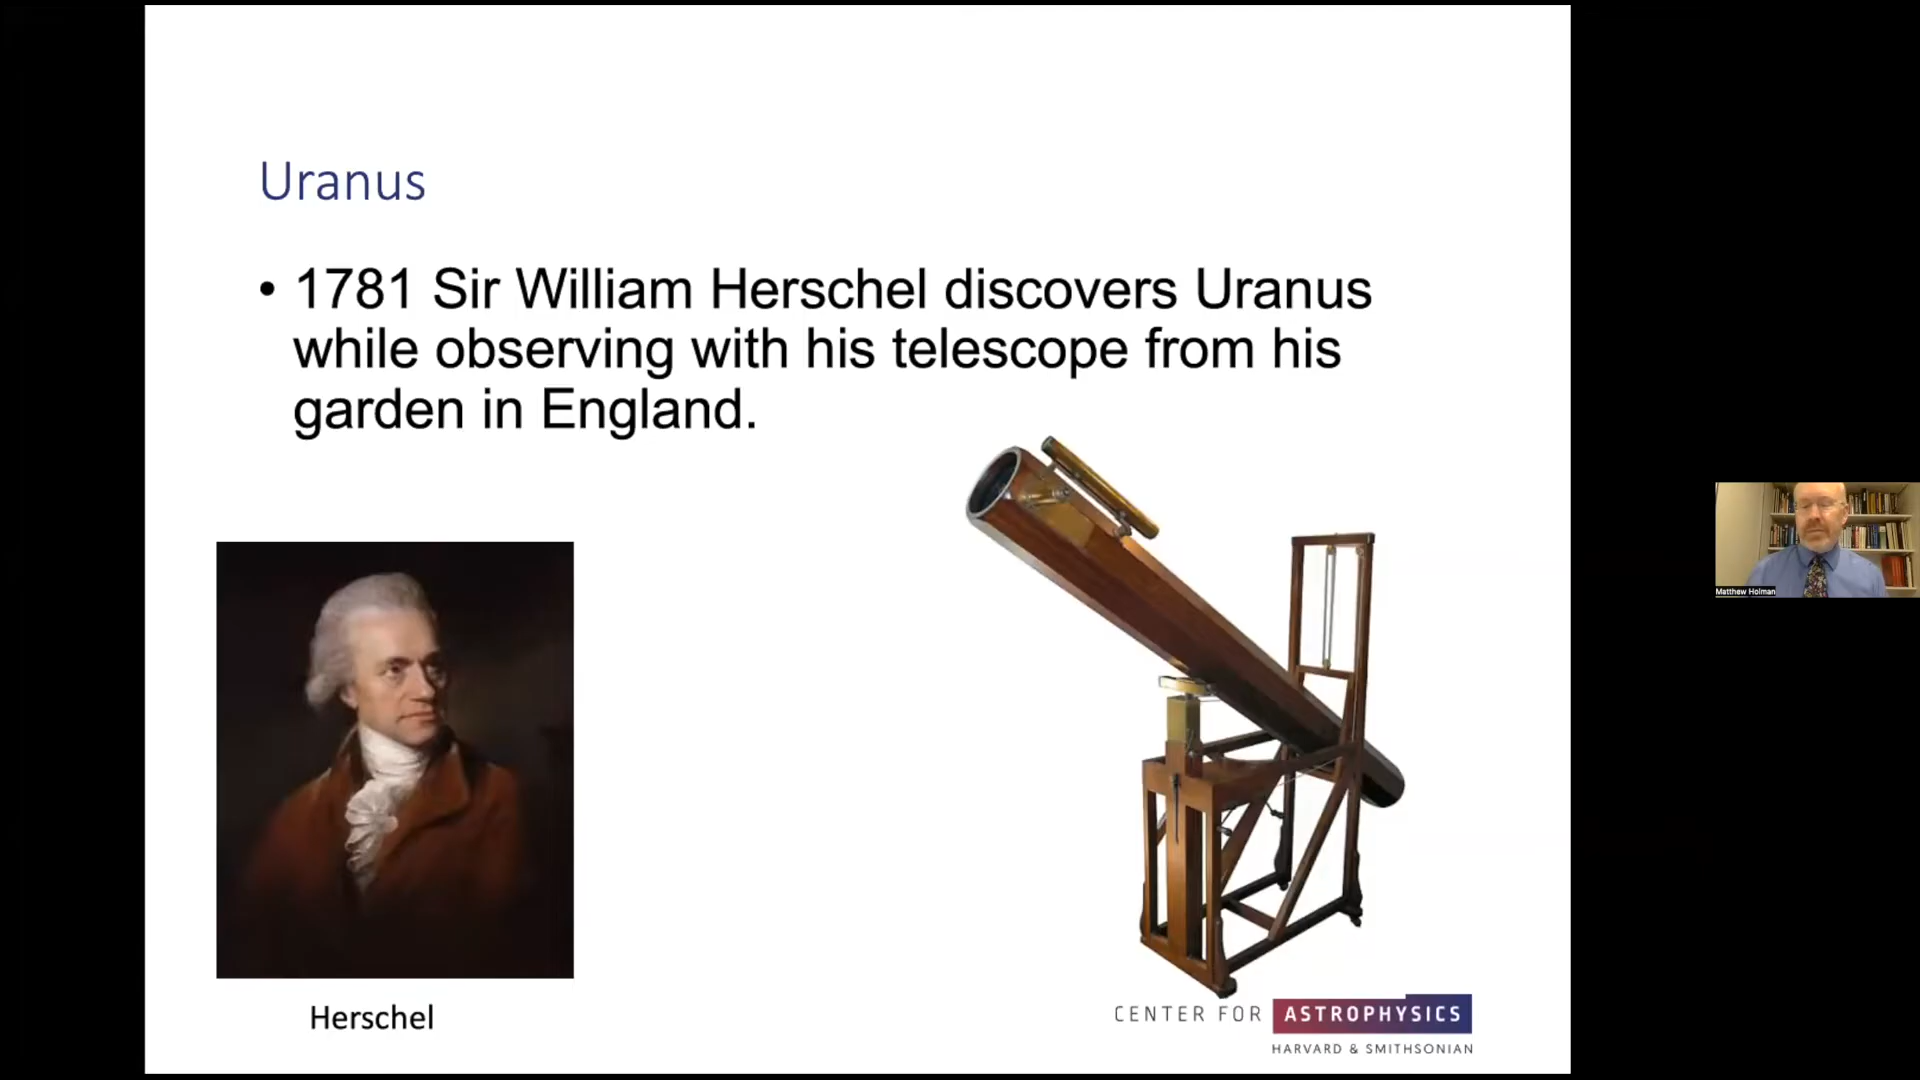 Uranus
• 1781 Sir William Herschel discovers Uranus
while observing with his telescope from his
garden in England.
Herschel
CENTER FOR ASTROPHYSICS
HARVARD & SMITHSONIAN
Matthew Holman